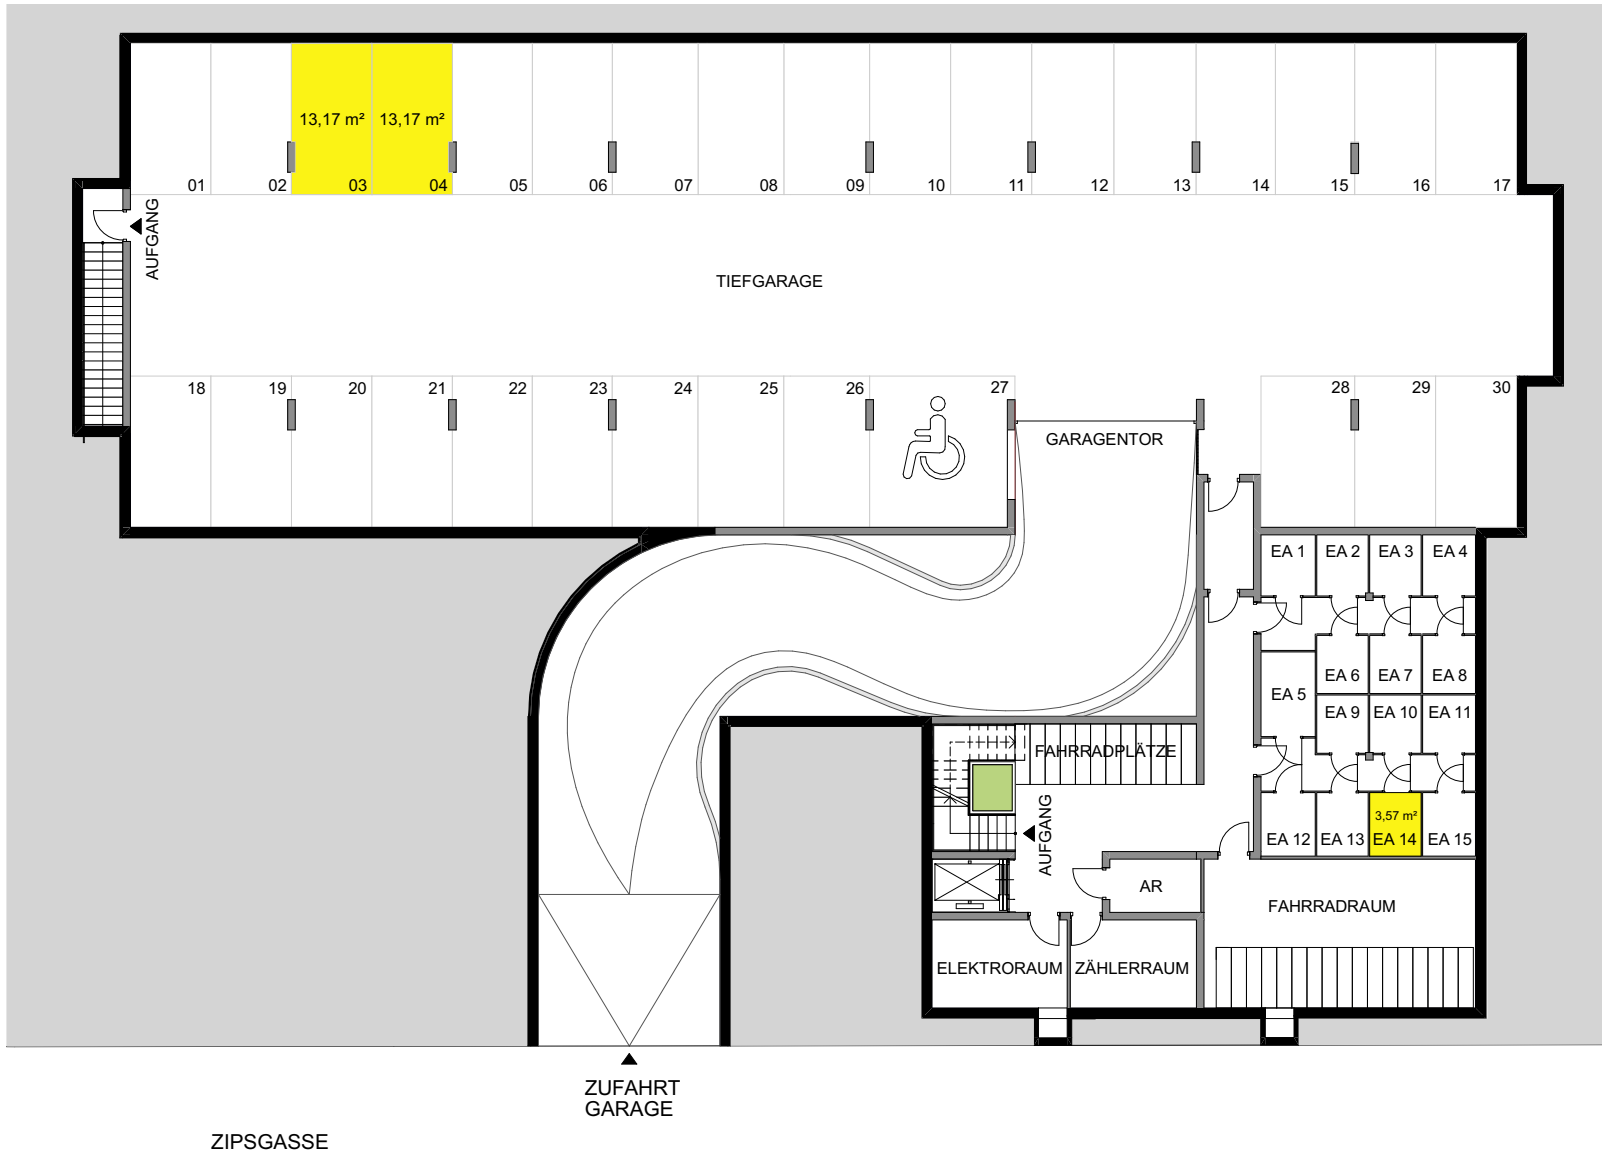 13,17 m² 13,17 m²
01 02 03 04 05 06 07 08 09 10 11 12 13 14 15 16 17
AUFGANG
TIEFGARAGE
18 19 20 21 22 23 24 25 26 27 28 29 30
GARAGENTOR
EA 1 EA 2 EA 3 EA 4
EA 6 EA 7 EA 8
EA 5
EA 9 EA 10 EA 11
FAHRRADPLÄTZE
AUFGANG
3,57 m²
EA 12 EA 13 EA 14 EA 15
AR
FAHRRADRAUM
ELEKTRORAUM ZÄHLERRAUM
ZUFAHRT
GARAGE
ZIPSGASSE